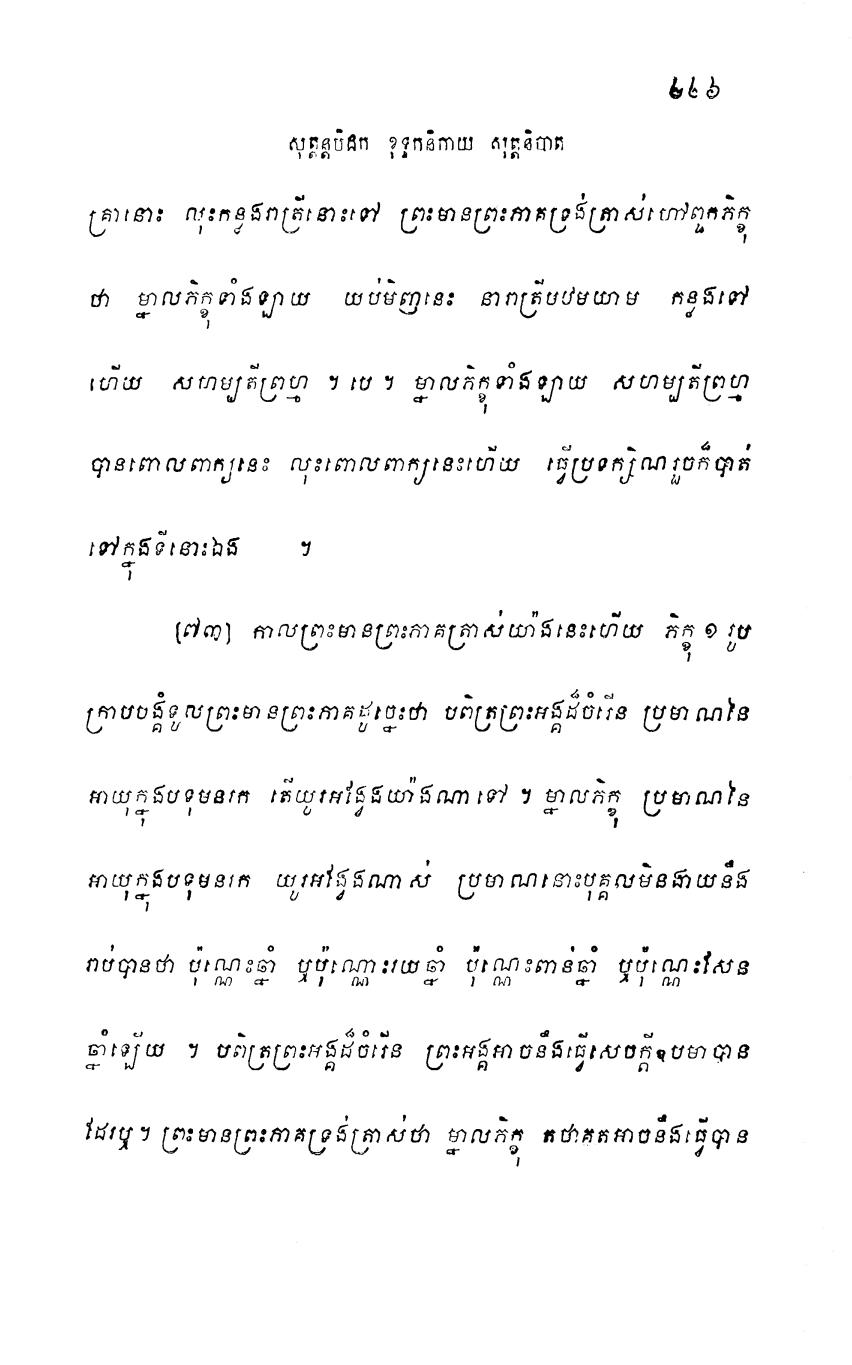 ២២៦
សុត្តន្តបិដក ខុទ្ទកនិកាយ សុត្តនិបាត
គ្រានោះ លុះកន្លងរាត្រីនោះទៅ ព្រះមានព្រះភាគទ្រង់ត្រាស់ហៅពួកភិក្ខុ
ថា ម្នាលភិក្ខុទាំងឡាយ យប់មិញនេះ នារាត្រីបឋមយាម កន្លងទៅ
ហើយ សហម្បតីព្រហ្ម ។ បេ ។ ម្នាលភិក្ខុទាំងឡាយ សហម្បតីព្រហ្ម
បានពោលពាក្យនេះ លុះពោលពាក្យនេះហើយ ធ្វើប្រទក្សិណរួចក៏បាត់
ទៅក្នុងទីនោះឯង ។
[៧៣] កាលព្រះមានព្រះភាគត្រាស់យ៉ាងនេះហើយ ភិក្ខុ ១ រូប
ក្រាបបង្គំទូលព្រះមានព្រះភាគដូច្នេះថា បពិត្រព្រះអង្គដ៏ចំរើន ប្រមាណនៃ
អាយុក្នុងបទុមនរក តើយូរអង្វែងយ៉ាងណាទៅ ។ ម្នាលភិក្ខុ ប្រមាណនៃ
អាយុក្នុងបទុមនរក យូរអង្វែងណាស់ ប្រមាណនោះបុគ្គលមិនងាយនឹង
រាប់បានថា ប៉ុណ្ណេះឆ្នាំ ឬប៉ុណ្ណោះរយឆ្នាំ ប៉ុណ្ណេះពាន់ឆ្នាំ ឬប៉ុណ្ណេះសែន
ឆ្នាំឡើយ ។ បពិត្រព្រះអង្គដ៏ចំរើន ព្រះអង្គអាចនឹងធ្វើសេចក្តីឧបមាបាន
ដែរឬ ។ ព្រះមានព្រះភាគទ្រង់ត្រាស់ថា ម្នាលភិក្ខុ តថាគតអាចនឹងធ្វើបាន